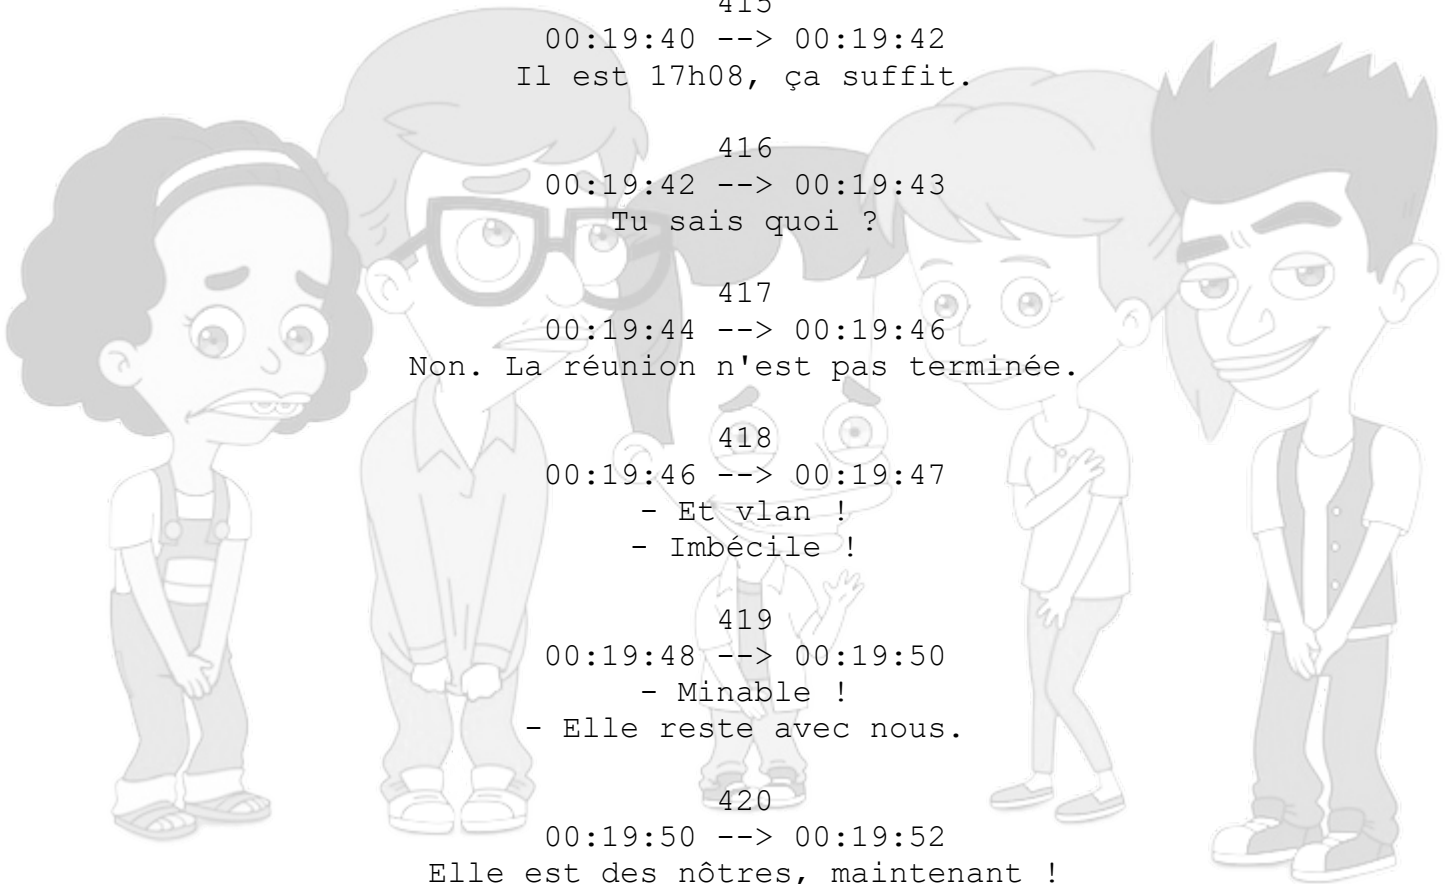 415
00:19:40 --> 00:19:42
Il est 17h08, ça suffit.
416
00:19:42 --> 00:19:43
Tu sais quoi ?
417
00:19:44 --> 00:19:46
Non. La réunion n'est pas terminée.
418
00:19:46 --> 00:19:47
- Et vlan !
- Imbécile !
419
00:19:48 --> 00:19:50
- Minable !
- Elle reste avec nous.
420
00:19:50 --> 00:19:52
Elle est des nôtres, maintenant !